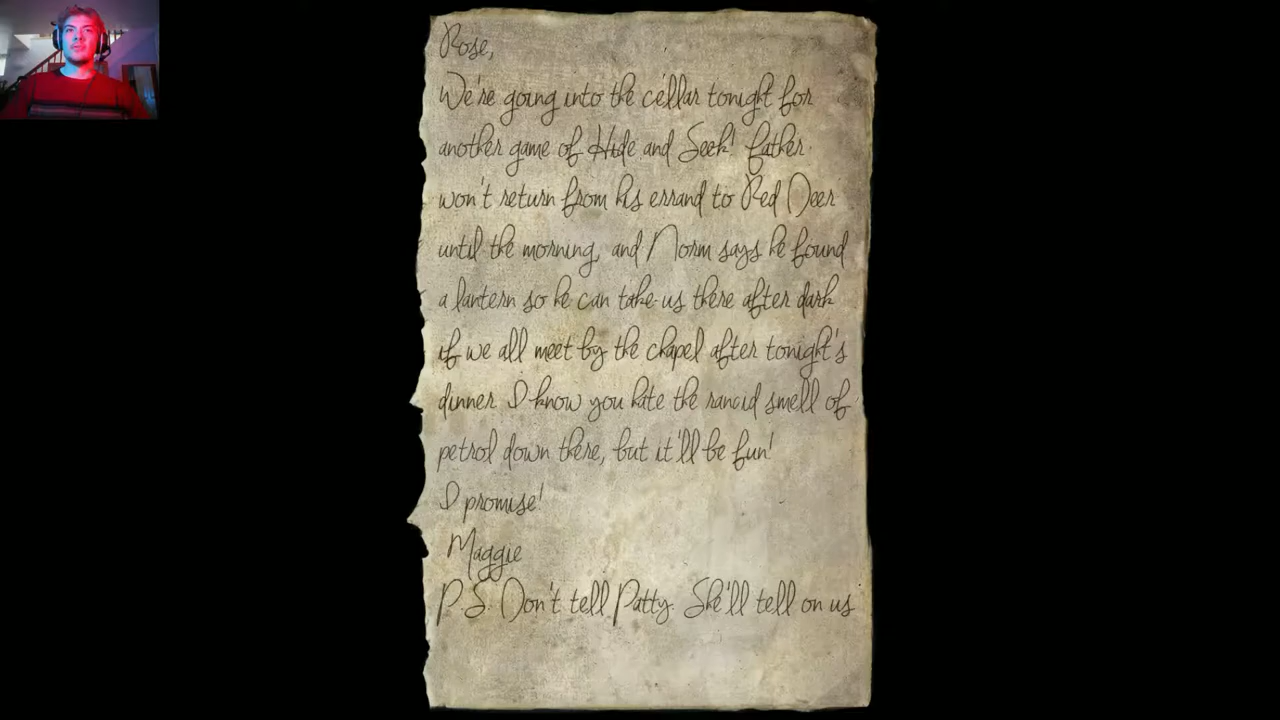 Rose,
We're going into the cellar tonight for
another game of Hide and Seek! Father
won't return from his errand to Red Deer
until the morning, and Norm says he found
a lantern so he can take us there after dark
if we all meet by the chapel after tonight's
dinner. I know you hate the rancid smell of
petrol down there, but it'll be fun!
I promise!
Maggie
P.S. Don't tell Patty. She'll tell on us